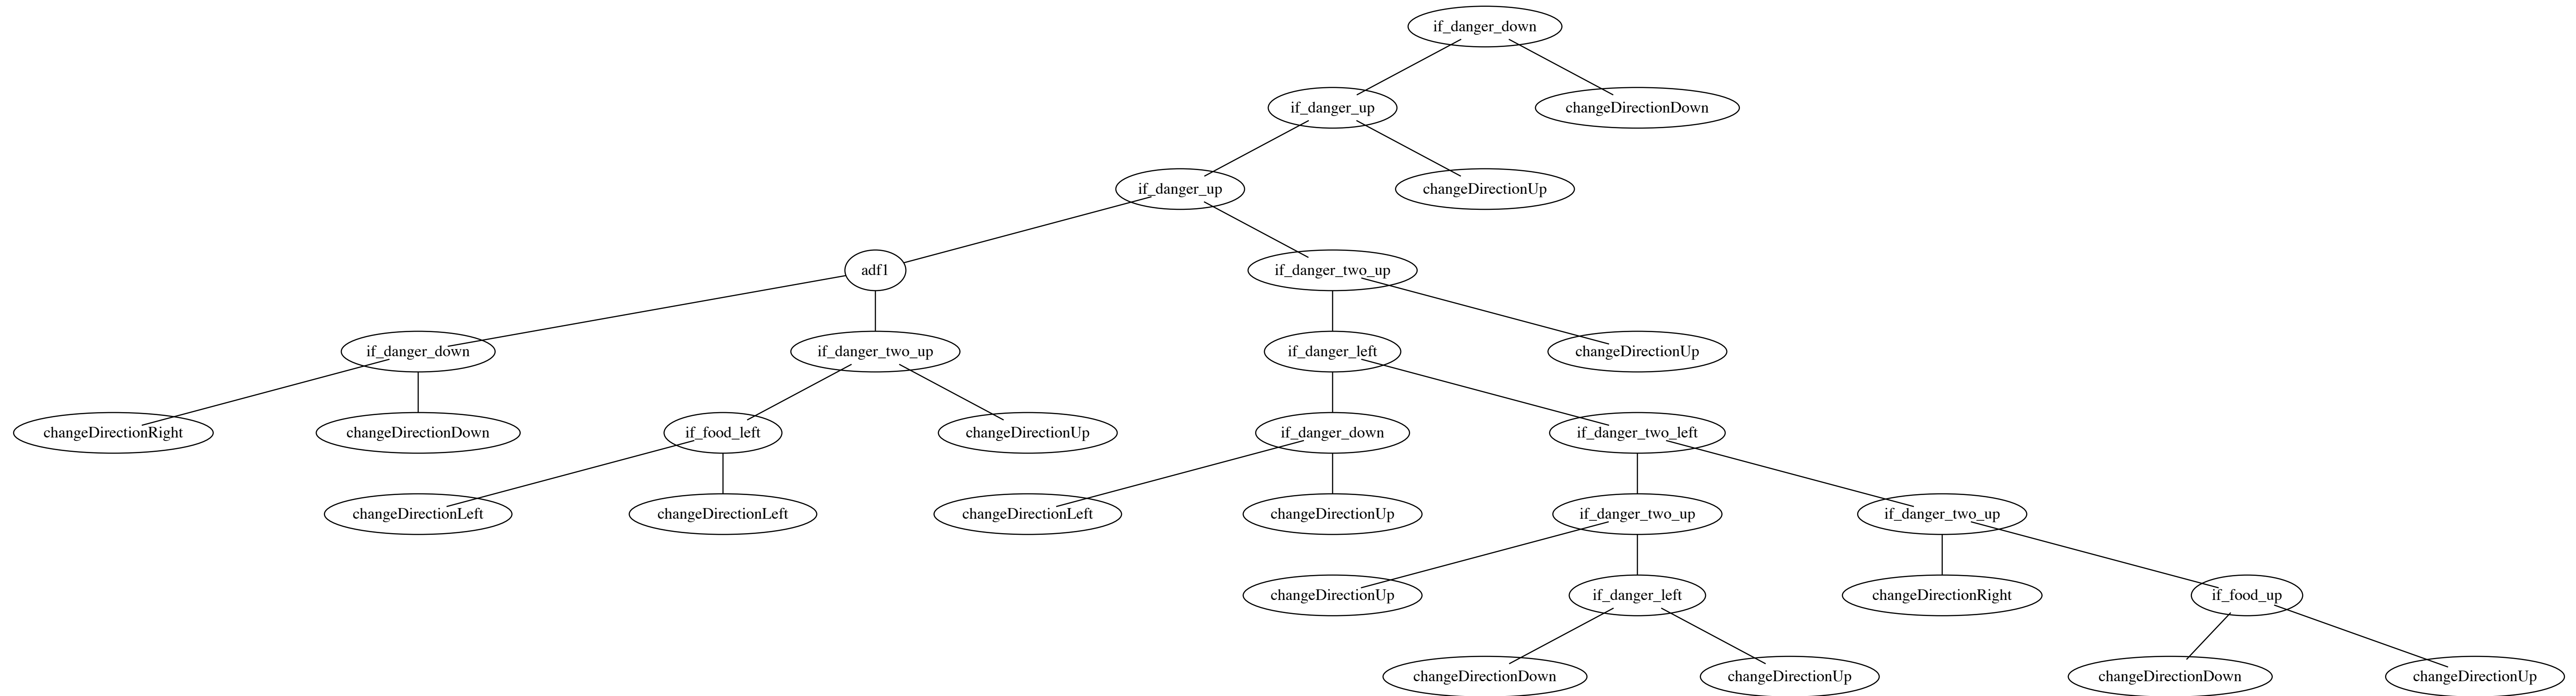 if_danger_down
if_danger_up
changeDirectionDown
if_danger_up
changeDirectionUp
adf1
if_danger_two_up
if_danger_down
if_danger_two_up
if_danger_left
changeDirectionUp
changeDirectionRight
changeDirectionDown
if_food_left
changeDirectionUp
if_danger_down
if_danger_two_left
changeDirectionLeft
changeDirectionLeft
changeDirectionLeft
changeDirectionUp
if_danger_two_up
if_danger_two_up
changeDirectionUp
if_danger_left
changeDirectionRight
if_food_up
changeDirectionDown
changeDirectionUp
changeDirectionDown
changeDirectionUp